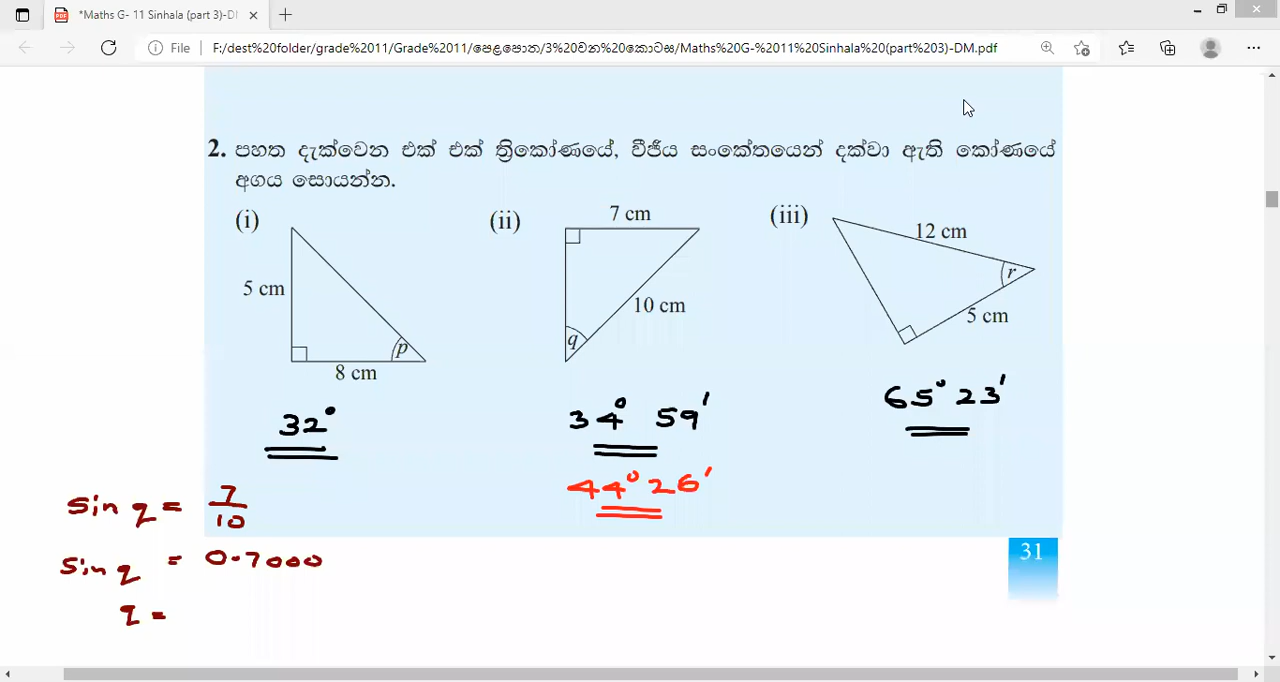 *Maths G- 11 Sinhala (part 3)-DM
File F:/dest%20folder/grade%2011/Grade%2011/පෙළපොත/3%20වන%20කොටස/Maths%20G-%2011%20Sinhala%20(part%203)-DM.pdf
2. පහත දැක්වෙන එක් එක් ත්‍රිකෝණයේ, වීජීය සංකේතයෙන් දක්වා ඇති කෝණයේ
අගය සොයන්න.
(i) (ii) (iii)
7 cm
12 cm
5 cm
r
10 cm
5 cm
q
p
8 cm
32°
34° 59'
65° 23'
44° 26'
sin q = 7/10
sin q = 0.7000
q =
31